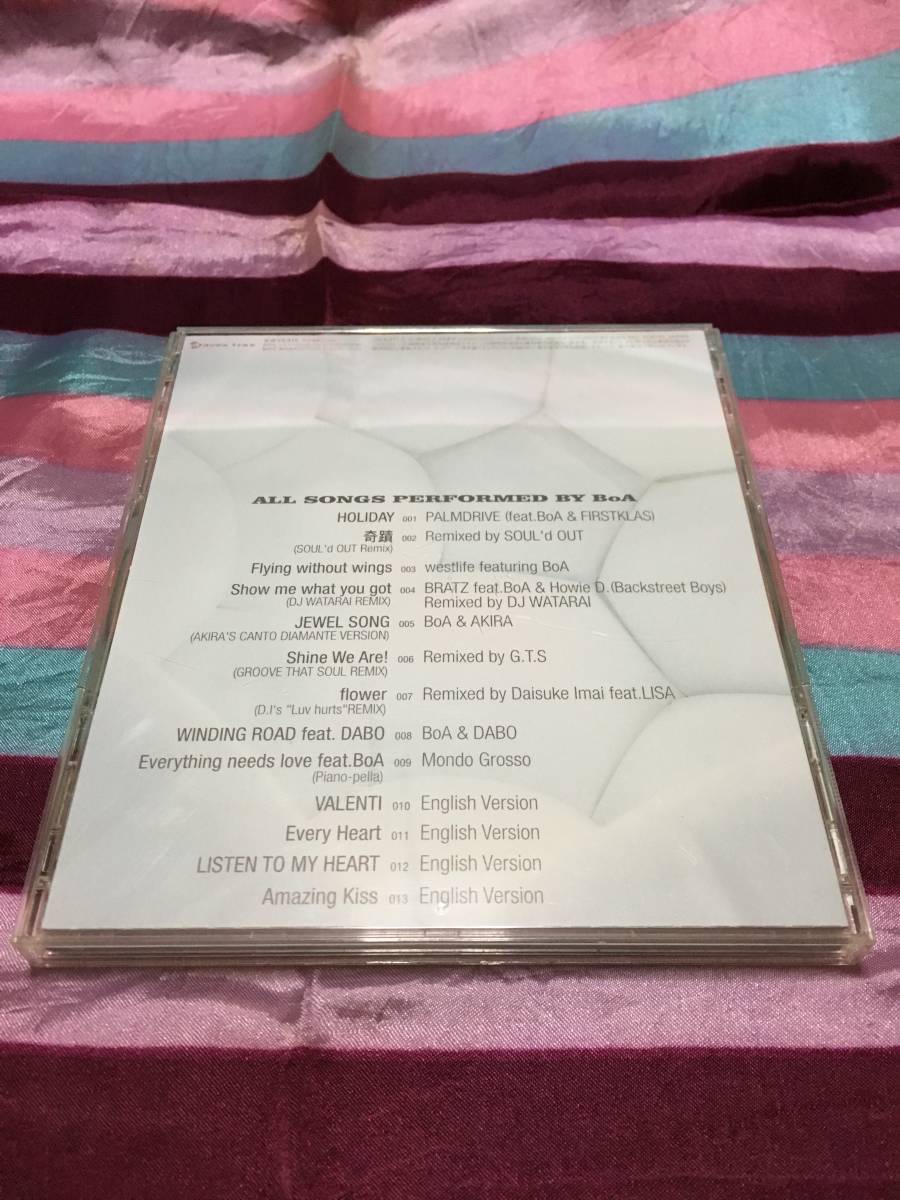 avex trax
ALL SONGS PERFORMED BY BoA
HOLIDAY 001 PALMDRIVE (feat.BoA & FIRSTKLAS)
奇蹟 002 Remixed by SOUL'd OUT
(SOUL'd OUT Remix)
Flying without wings 003 westlife featuring BoA
Show me what you got 004 BRATZ feat.BoA & Howie D.(Backstreet Boys)
(DJ WATARAI REMIX) Remixed by DJ WATARAI
JEWEL SONG 005 BoA & AKIRA
(AKIRA'S CANTO DIAMANTE VERSION)
Shine We Are! 006 Remixed by G.T.S
(GROOVE THAT SOUL REMIX)
flower 007 Remixed by Daisuke Imai feat.LISA
(D.I's "Luv hurts"REMIX)
WINDING ROAD feat. DABO 008 BoA & DABO
Everything needs love feat.BoA 009 Mondo Grosso
(Piano-pella)
VALENTI 010 English Version
Every Heart 011 English Version
LISTEN TO MY HEART 012 English Version
Amazing Kiss 013 English Version